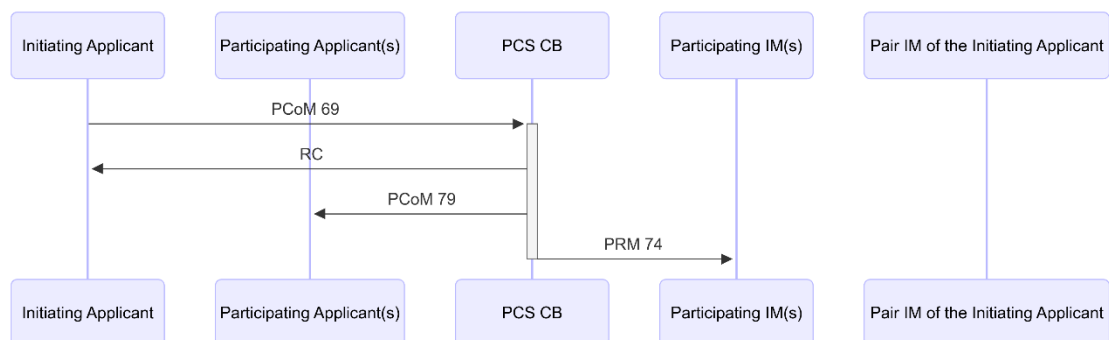 Initiating Applicant
Participating Applicant(s)
PCS CB
Participating IM(s)
Pair IM of the Initiating Applicant
PCoM 69
RC
PCoM 79
PRM 74
Initiating Applicant
Participating Applicant(s)
PCS CB
Participating IM(s)
Pair IM of the Initiating Applicant